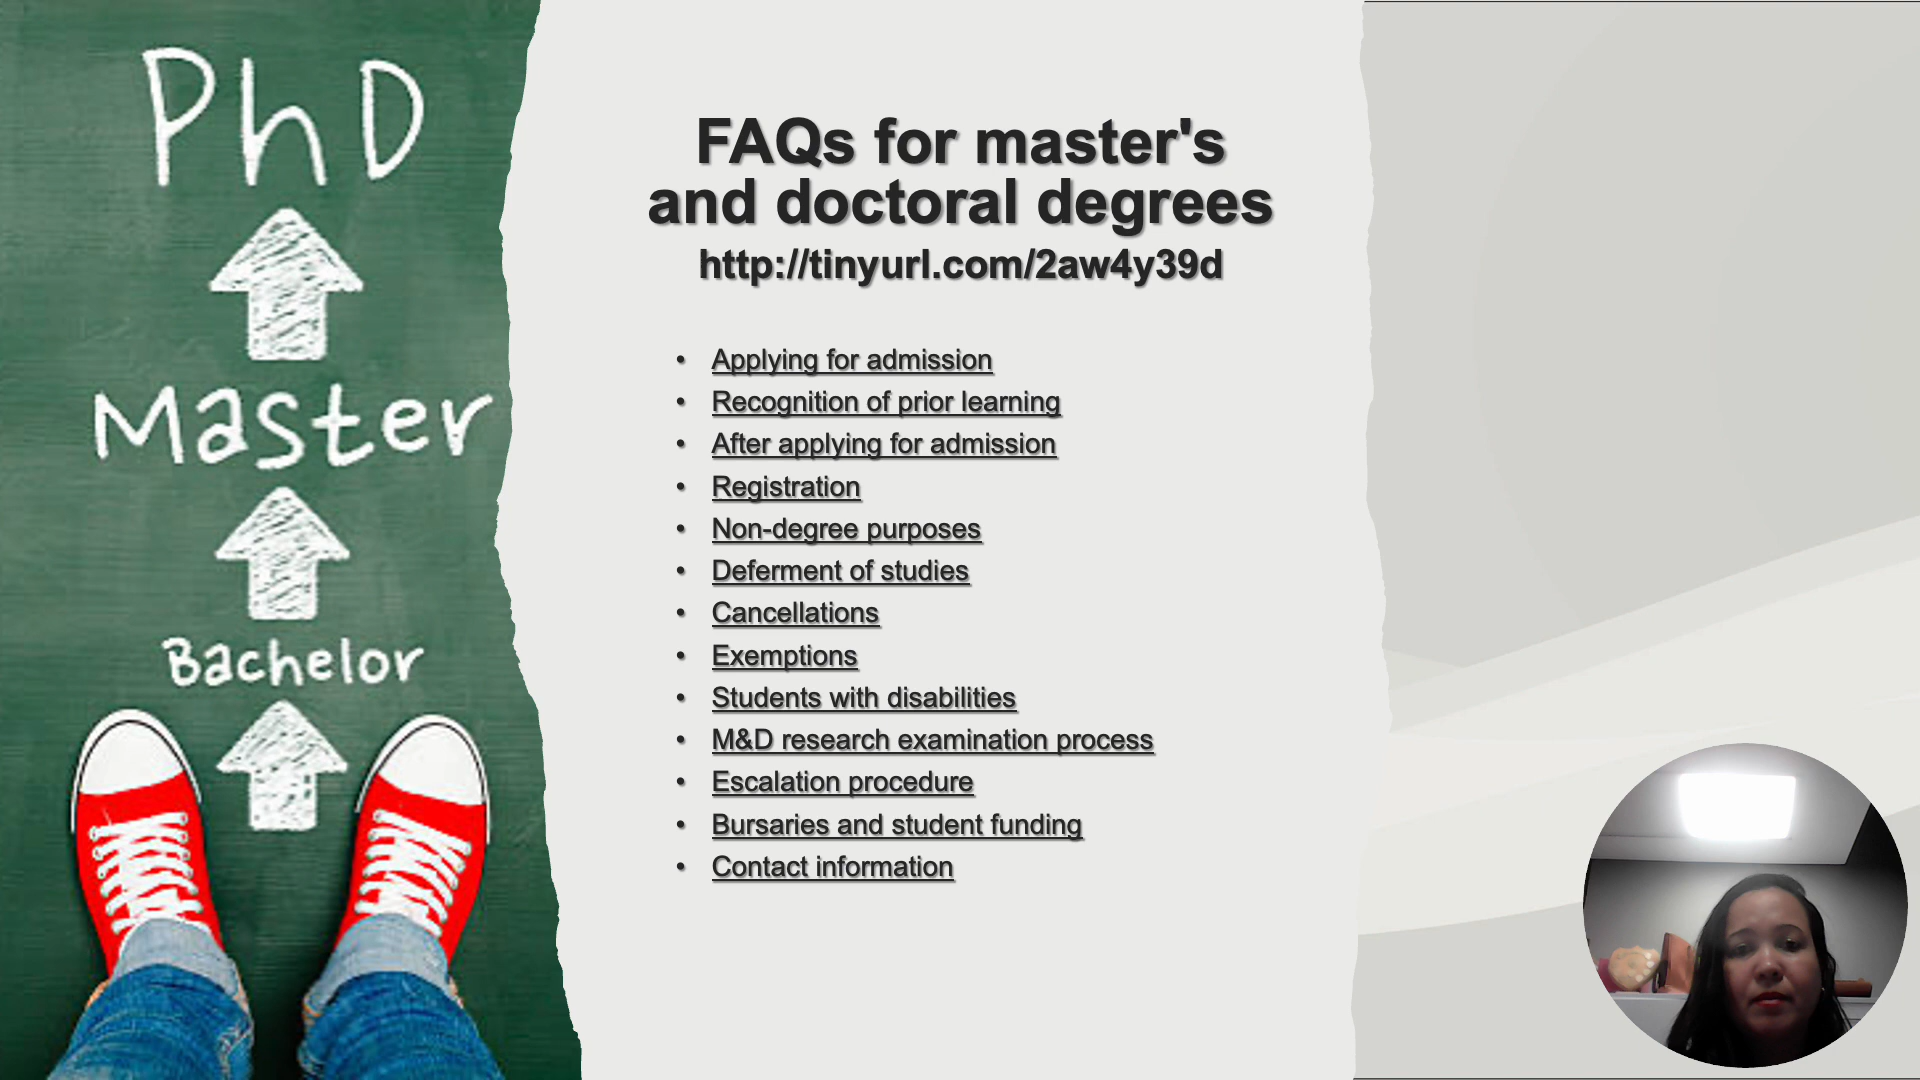 PhD
Master
Bachelor
FAQs for master's
and doctoral degrees
http://tinyurl.com/2aw4y39d
• Applying for admission
• Recognition of prior learning
• After applying for admission
• Registration
• Non-degree purposes
• Deferment of studies
• Cancellations
• Exemptions
• Students with disabilities
• M&D research examination process
• Escalation procedure
• Bursaries and student funding
• Contact information